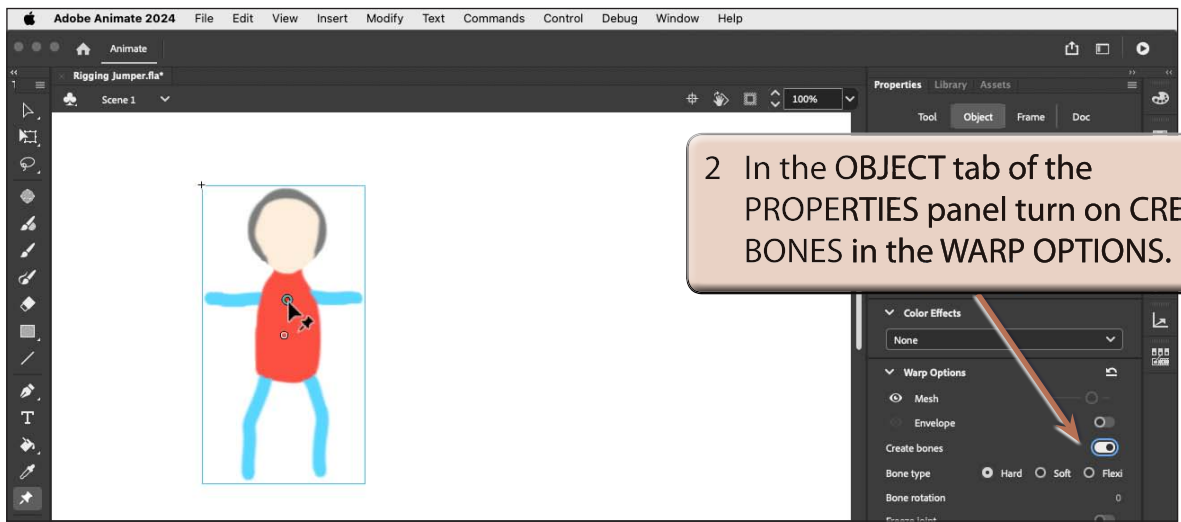 Adobe Animate 2024 File Edit View Insert Modify Text Commands Control Debug Window Help
Animate
Rigging Jumper.fla*
Scene 1
100%
Properties Library Assets
Tool Object Frame Doc
2 In the OBJECT tab of the
PROPERTIES panel turn on CRE
BONES in the WARP OPTIONS.
Color Effects
None
Warp Options
Mesh
Envelope
Create bones
Bone type Hard Soft Flexi
Bone rotation 0
Freeze joint